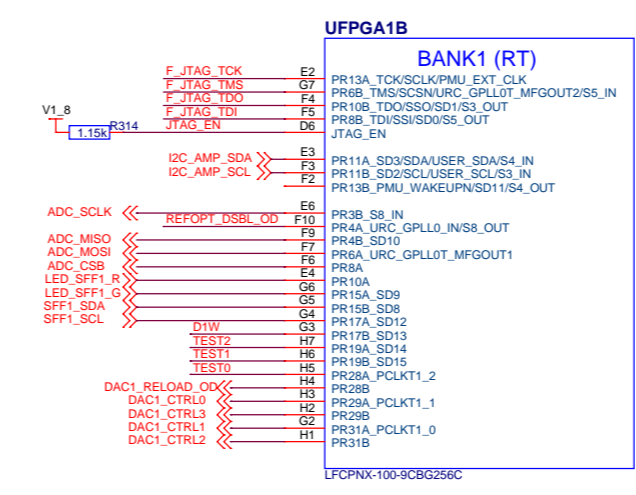 UFPGA1B
BANK1 (RT)
F_JTAG_TCK E2 PR13A_TCK/SCLK/PMU_EXT_CLK
F_JTAG_TMS G7 PR6B_TMS/SCSN/URC_GPLL0T_MFGOUT2/S5_IN
F_JTAG_TDO F4 PR10B_TDO/SSO/SD1/S3_OUT
F_JTAG_TDI F5 PR8B_TDI/SSI/SD0/S5_OUT
V1_8
1.15k R314 JTAG_EN D6 JTAG_EN
I2C_AMP_SDA E3 PR11A_SD3/SDA/USER_SDA/S4_IN
I2C_AMP_SCL F3 PR11B_SD2/SCL/USER_SCL/S3_IN
F2 PR13B_PMU_WAKEUPN/SD11/S4_OUT
ADC_SCLK E6 PR3B_S8_IN
REFOPT_DSBL_OD F10 PR4A_URC_GPLL0_IN/S8_OUT
ADC_MISO F9 PR4B_SD10
ADC_MOSI F7 PR6A_URC_GPLL0T_MFGOUT1
ADC_CSB F6 PR8A
LED_SFF1_R E4 PR10A
LED_SFF1_G G6 PR15A_SD9
SFF1_SDA G5 PR15B_SD8
SFF1_SCL G4 PR17A_SD12
D1W G3 PR17B_SD13
TEST2 H7 PR19A_SD14
TEST1 H6 PR19B_SD15
TEST0 H5 PR28A_PCLKT1_2
DAC1_RELOAD_OD H4 PR28B
DAC1_CTRL0 H3 PR29A_PCLKT1_1
DAC1_CTRL3 H2 PR29B
DAC1_CTRL1 G2 PR31A_PCLKT1_0
DAC1_CTRL2 H1 PR31B
LFCPNX-100-9CBG256C